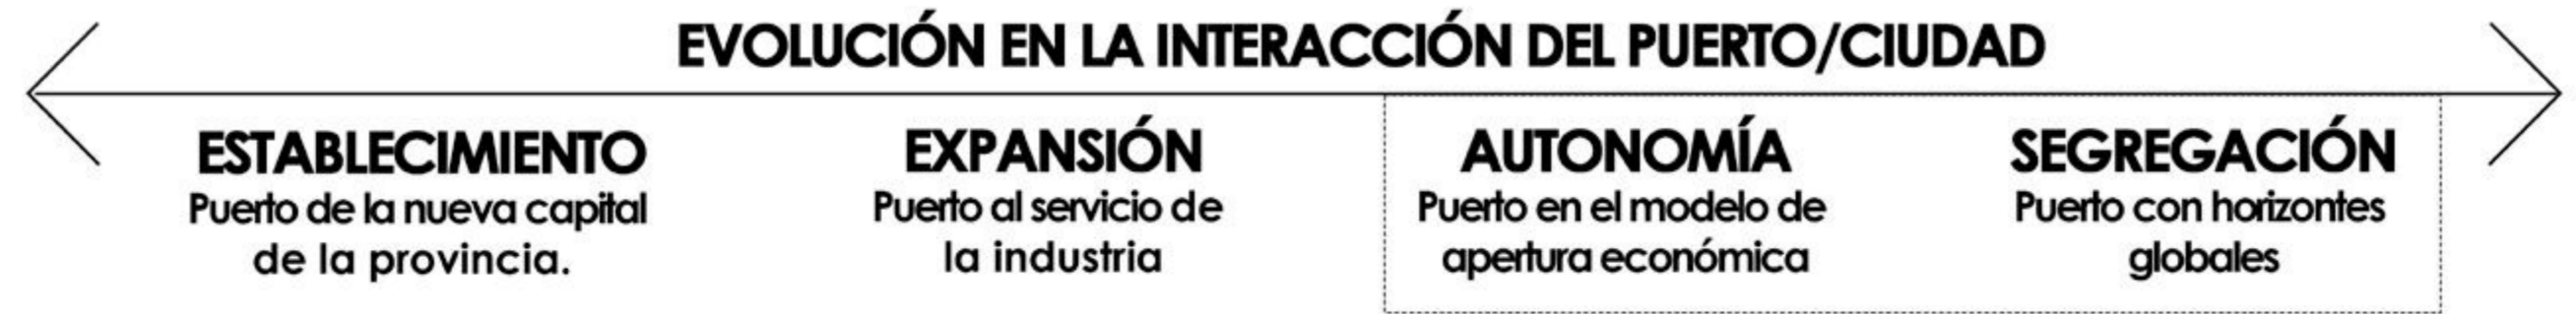 EVOLUCIÓN EN LA INTERACCIÓN DEL PUERTO/CIUDAD
ESTABLECIMIENTO
Puerto de la nueva capital
de la provincia.
EXPANSIÓN
Puerto al servicio de
la industria
AUTONOMÍA
Puerto en el modelo de
apertura económica
SEGREGACIÓN
Puerto con horizontes
globales